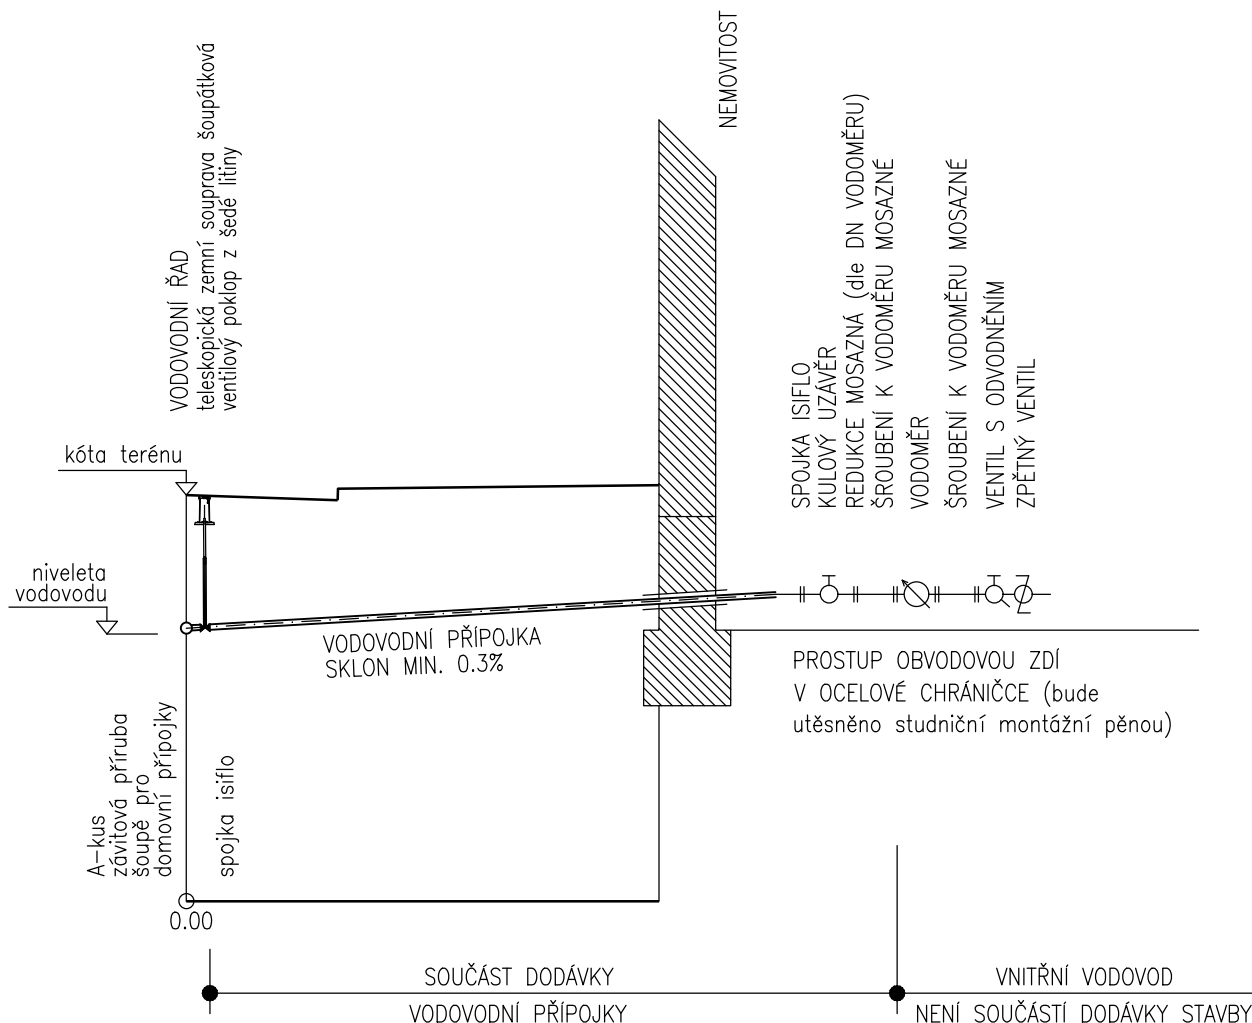 NEMOVITOST
VODOVODNÍ ŘAD
teleskopická zemní souprava šoupátková
ventilový poklop z šedé litiny
SPOJKA ISIFLO
KULOVÝ UZÁVĚR
REDUKCE MOSAZNÁ (dle DN VODOMĚRU)
ŠROUBENÍ K VODOMĚRU MOSAZNÉ
VODOMĚR
ŠROUBENÍ K VODOMĚRU MOSAZNÉ
VENTIL S ODVODNĚNÍM
ZPĚTNÝ VENTIL
kóta terénu
niveleta
vodovodu
VODOVODNÍ PŘÍPOJKA
SKLON MIN. 0.3%
PROSTUP OBVODOVOU ZDÍ
V OCELOVÉ CHRÁNIČCE (bude
utěsněno studniční montážní pěnou)
A-kus
závitová příruba
šoupě pro
domovní přípojky
spojka isiflo
0.00
SOUČÁST DODÁVKY
VODOVODNÍ PŘÍPOJKY
VNITŘNÍ VODOVOD
NENÍ SOUČÁSTÍ DODÁVKY STAVBY